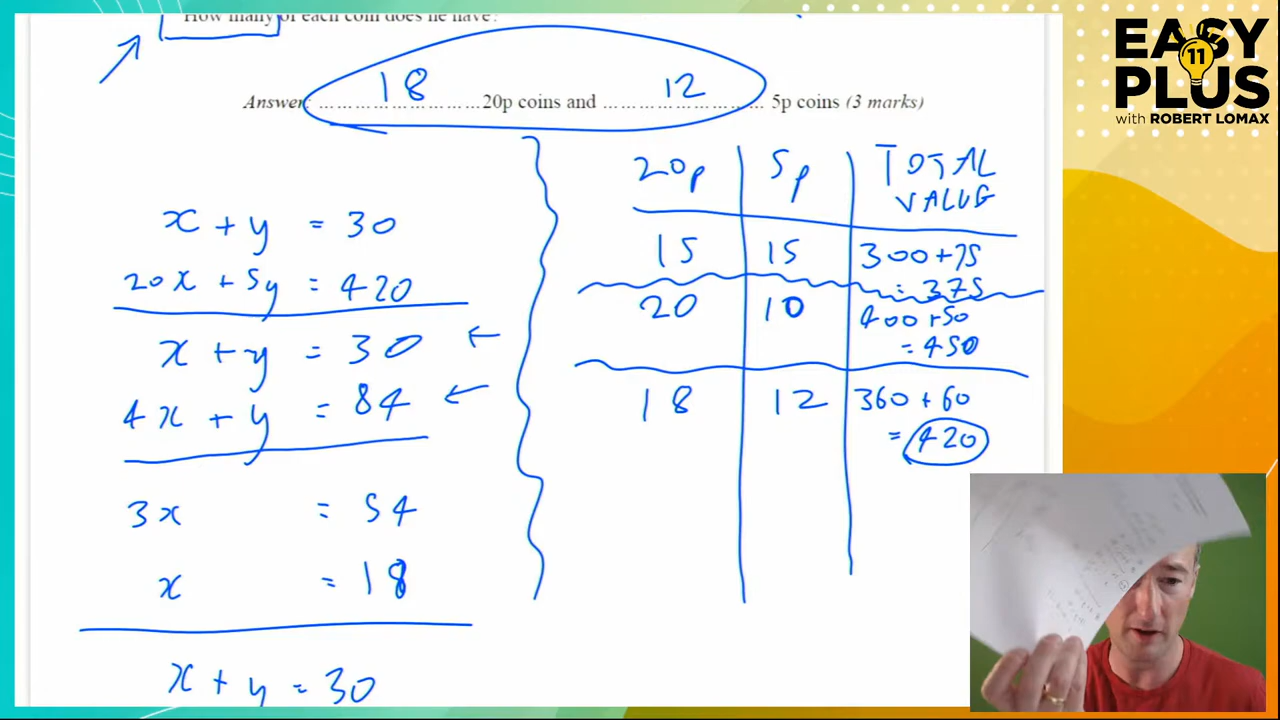 How many of each coin does he have?
18 12
Answer: ........................20p coins and ........................ 5p coins (3 marks)
x + y = 30
20x + 5y = 420
x + y = 30 ←
4x + y = 84 ←
3x = 54
x = 18
x + y = 30
20p 5p TOTAL VALUE
15 15 300+75
= 375
20 10 400+50
= 450
18 12 360 + 60
= 420
EASY
11
PLUS
with ROBERT LOMAX